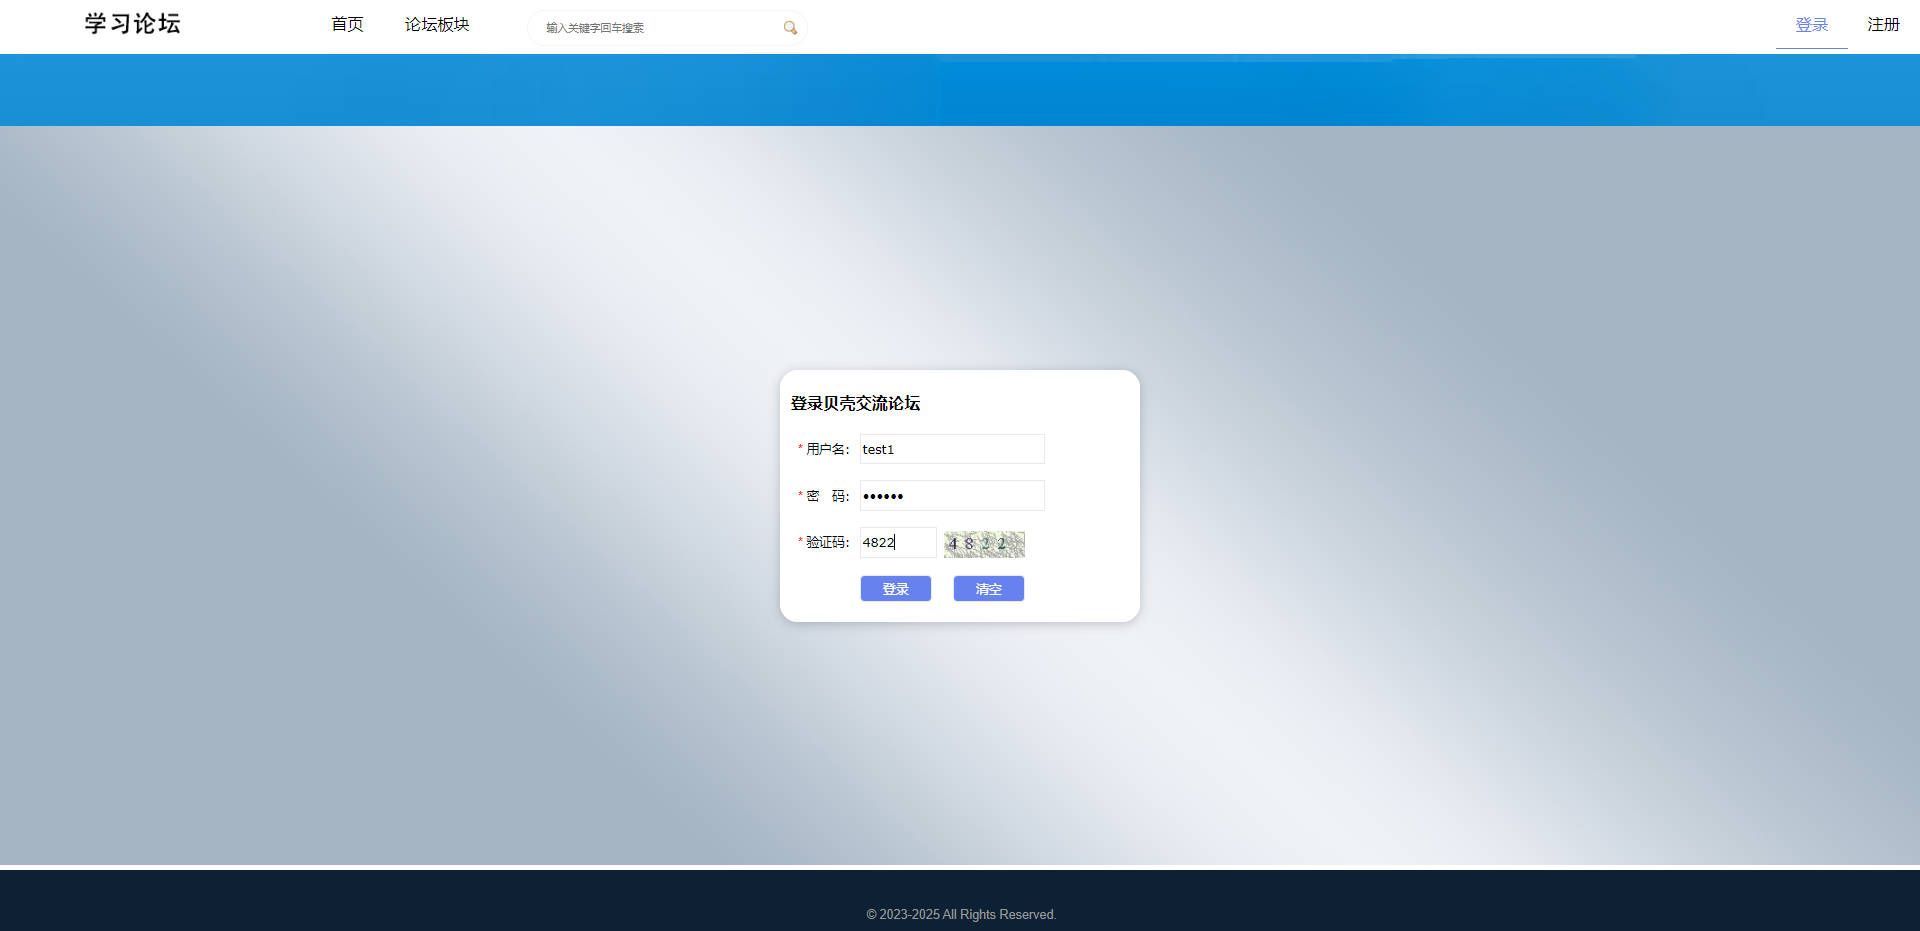 学习论坛
首页
论坛板块
输入关键字回车搜索
登录
注册
登录贝壳交流论坛
* 用户名: test1
* 密 码: ••••••
* 验证码: 4822 4822
登录
清空
© 2023-2025 All Rights Reserved.